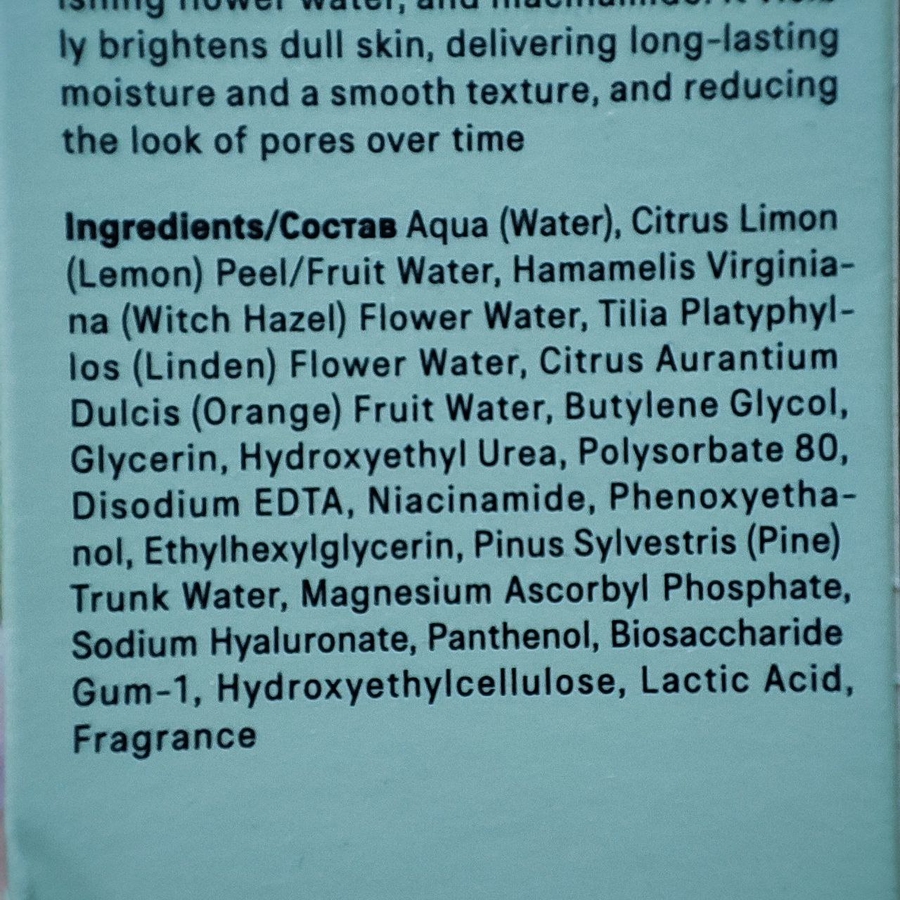 ly brightens dull skin, delivering long-lasting
moisture and a smooth texture, and reducing
the look of pores over time
Ingredients/Состав Aqua (Water), Citrus Limon
(Lemon) Peel/Fruit Water, Hamamelis Virginia-
na (Witch Hazel) Flower Water, Tilia Platyphyl-
los (Linden) Flower Water, Citrus Aurantium
Dulcis (Orange) Fruit Water, Butylene Glycol,
Glycerin, Hydroxyethyl Urea, Polysorbate 80,
Disodium EDTA, Niacinamide, Phenoxyetha-
nol, Ethylhexylglycerin, Pinus Sylvestris (Pine)
Trunk Water, Magnesium Ascorbyl Phosphate,
Sodium Hyaluronate, Panthenol, Biosaccharide
Gum-1, Hydroxyethylcellulose, Lactic Acid,
Fragrance